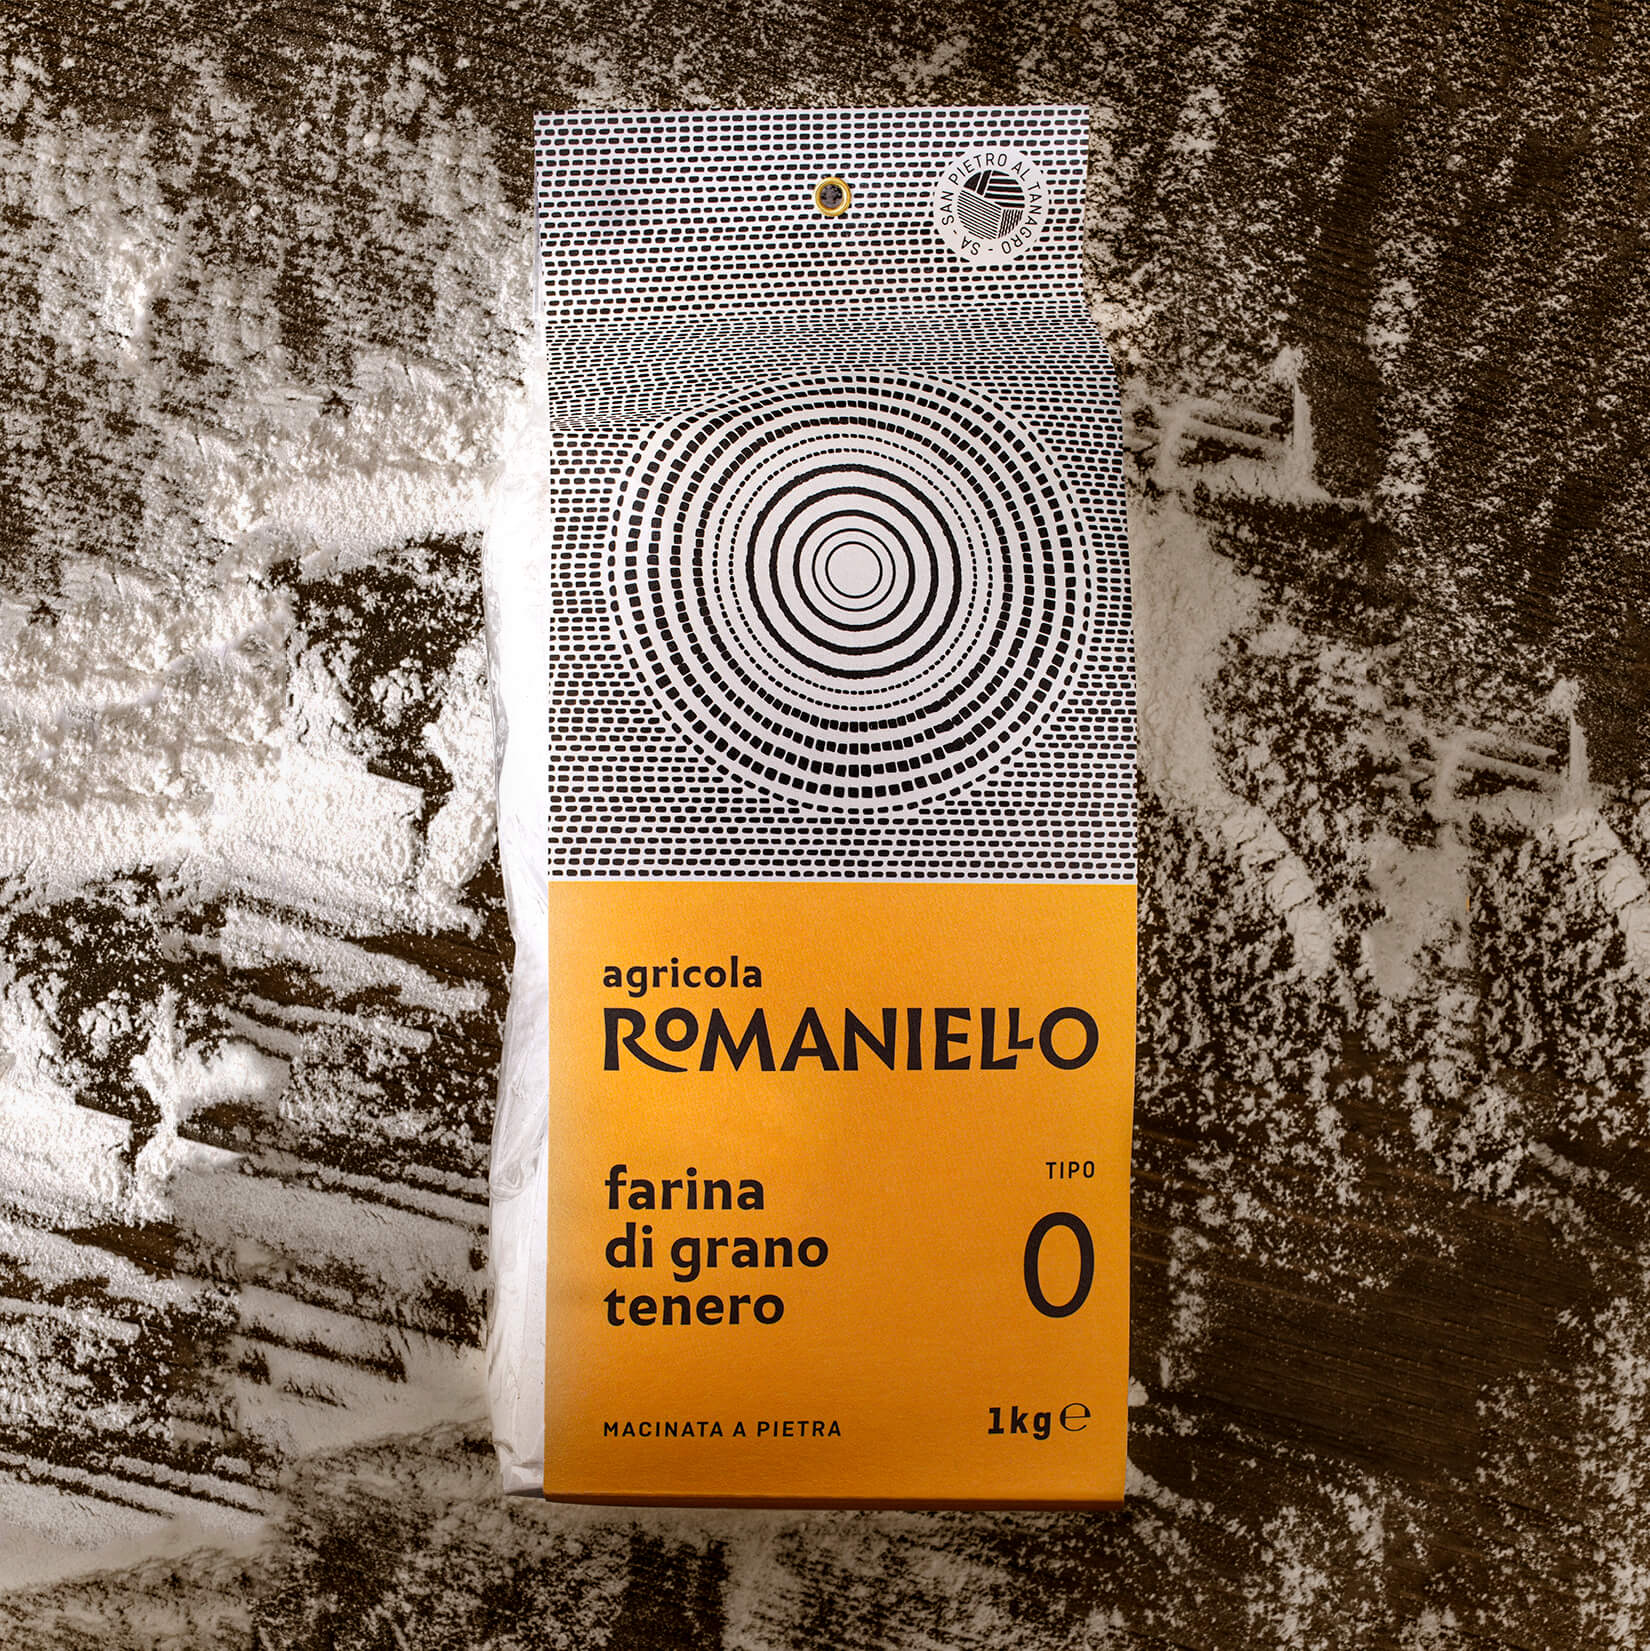 SAN PIETRO AL TANAGRO - SA -
agricola
ROMANIELLO
farina
di grano
tenero
TIPO
0
MACINATA A PIETRA
1kg ℮